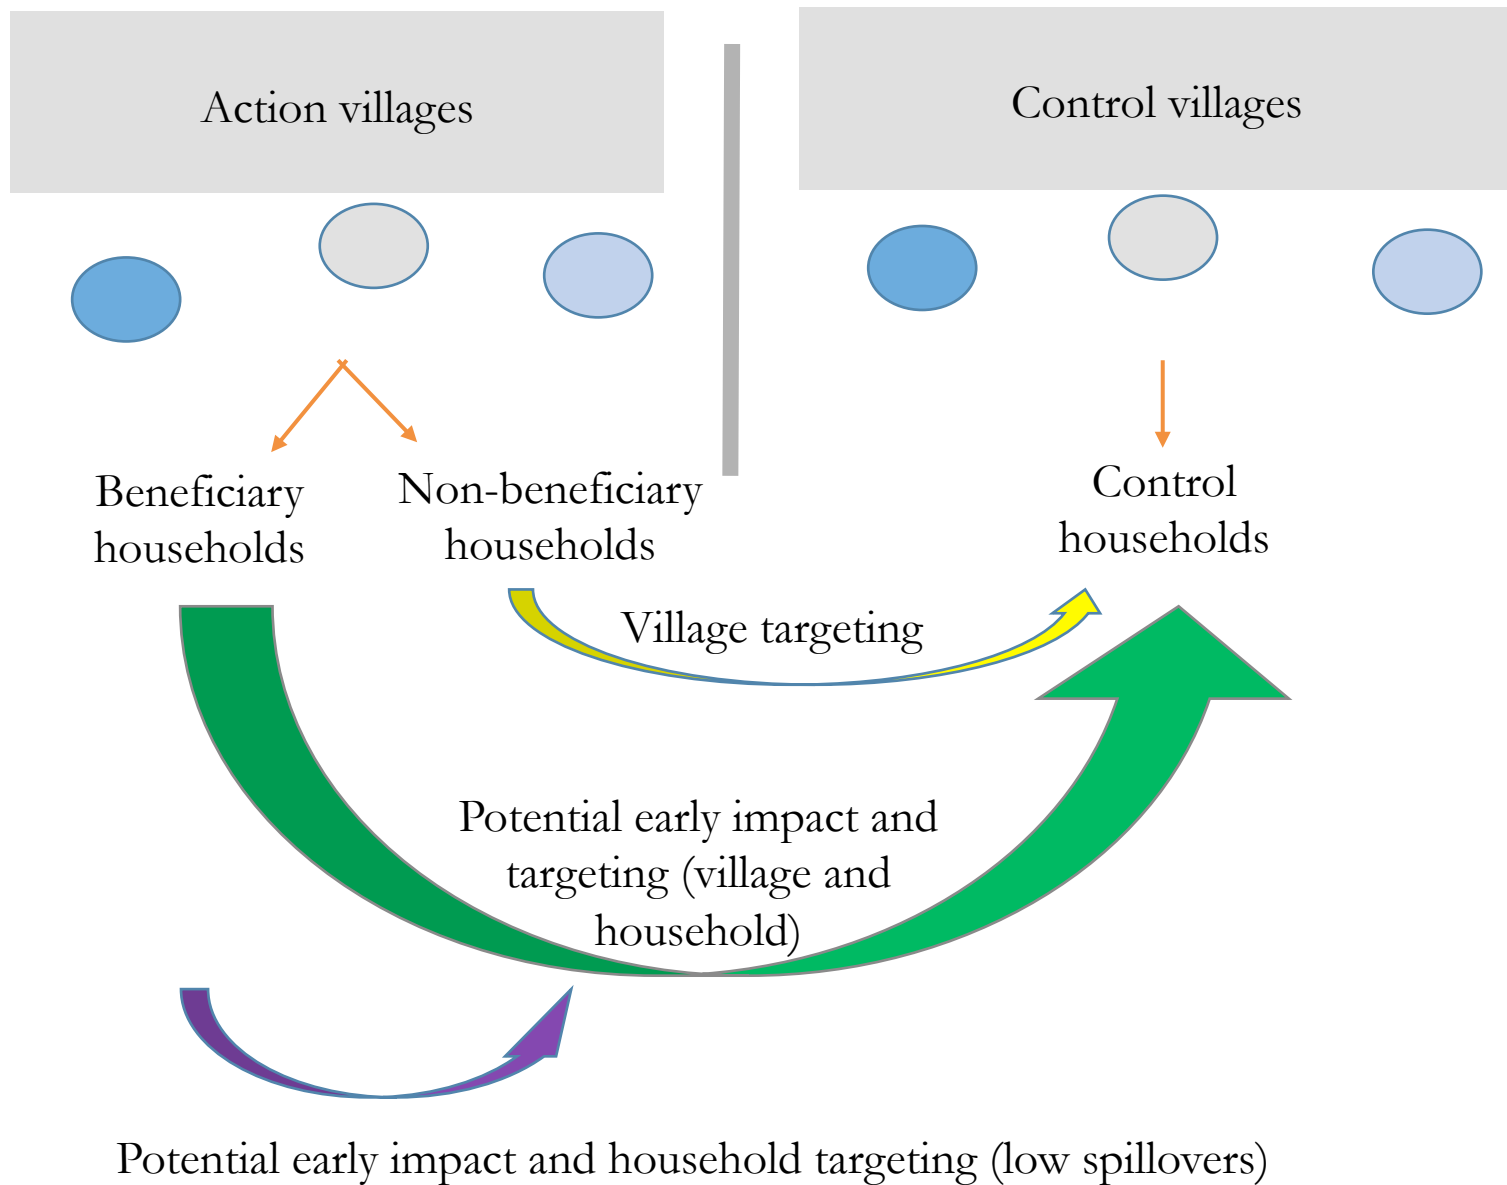 Action villages
Control villages
Beneficiary
households
Non-beneficiary
households
Control
households
Village targeting
Potential early impact and
targeting (village and
household)
Potential early impact and household targeting (low spillovers)